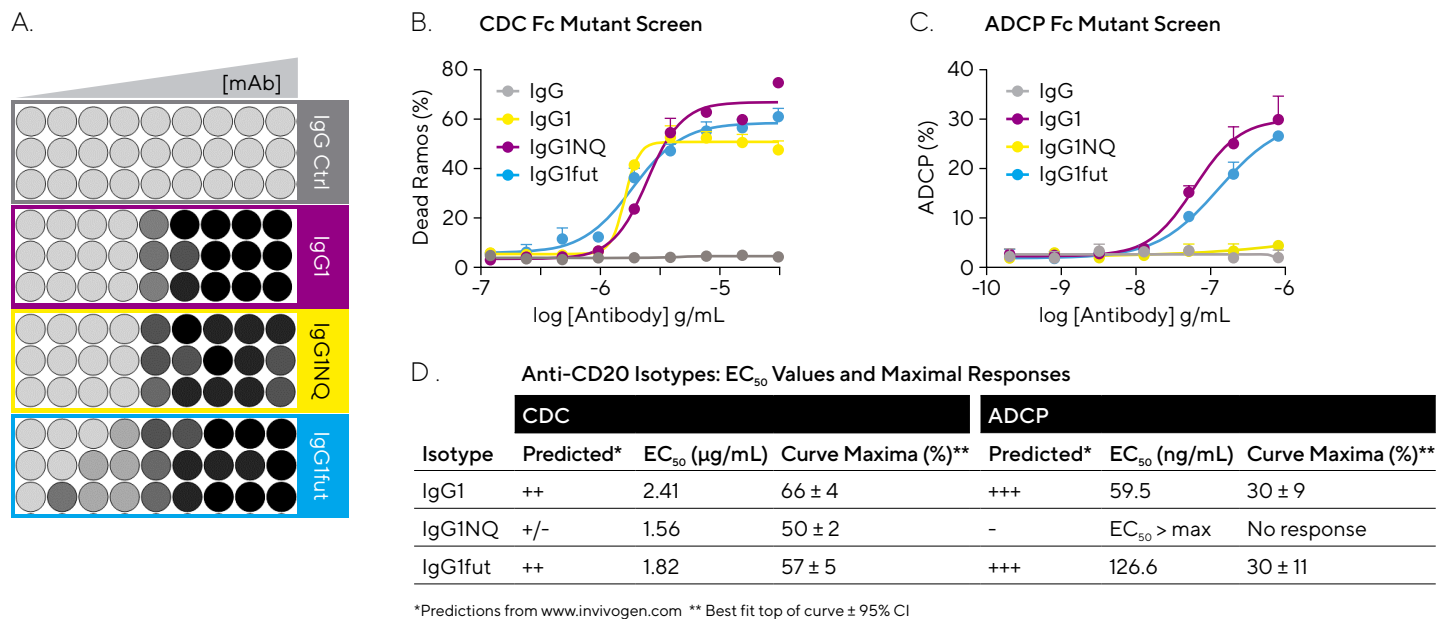 A.
[mAb]
IgG Ctrl
IgG1
IgG1NQ
IgG1fut
B. CDC Fc Mutant Screen
80
60
40
20
0
Dead Ramos (%)
IgG
IgG1
IgG1NQ
IgG1fut
-7 -6 -5
log [Antibody] g/mL
C. ADCP Fc Mutant Screen
40
30
20
10
0
ADCP (%)
IgG
IgG1
IgG1NQ
IgG1fut
-10 -9 -8 -7 -6
log [Antibody] g/mL
D. Anti-CD20 Isotypes: EC50 Values and Maximal Responses
CDC ADCP
Isotype Predicted* EC50 (µg/mL) Curve Maxima (%)** Predicted* EC50 (ng/mL) Curve Maxima (%)**
IgG1 ++ 2.41 66 ± 4 +++ 59.5 30 ± 9
IgG1NQ +/- 1.56 50 ± 2 - EC50 > max No response
IgG1fut ++ 1.82 57 ± 5 +++ 126.6 30 ± 11
*Predictions from www.invivogen.com ** Best fit top of curve ± 95% CI